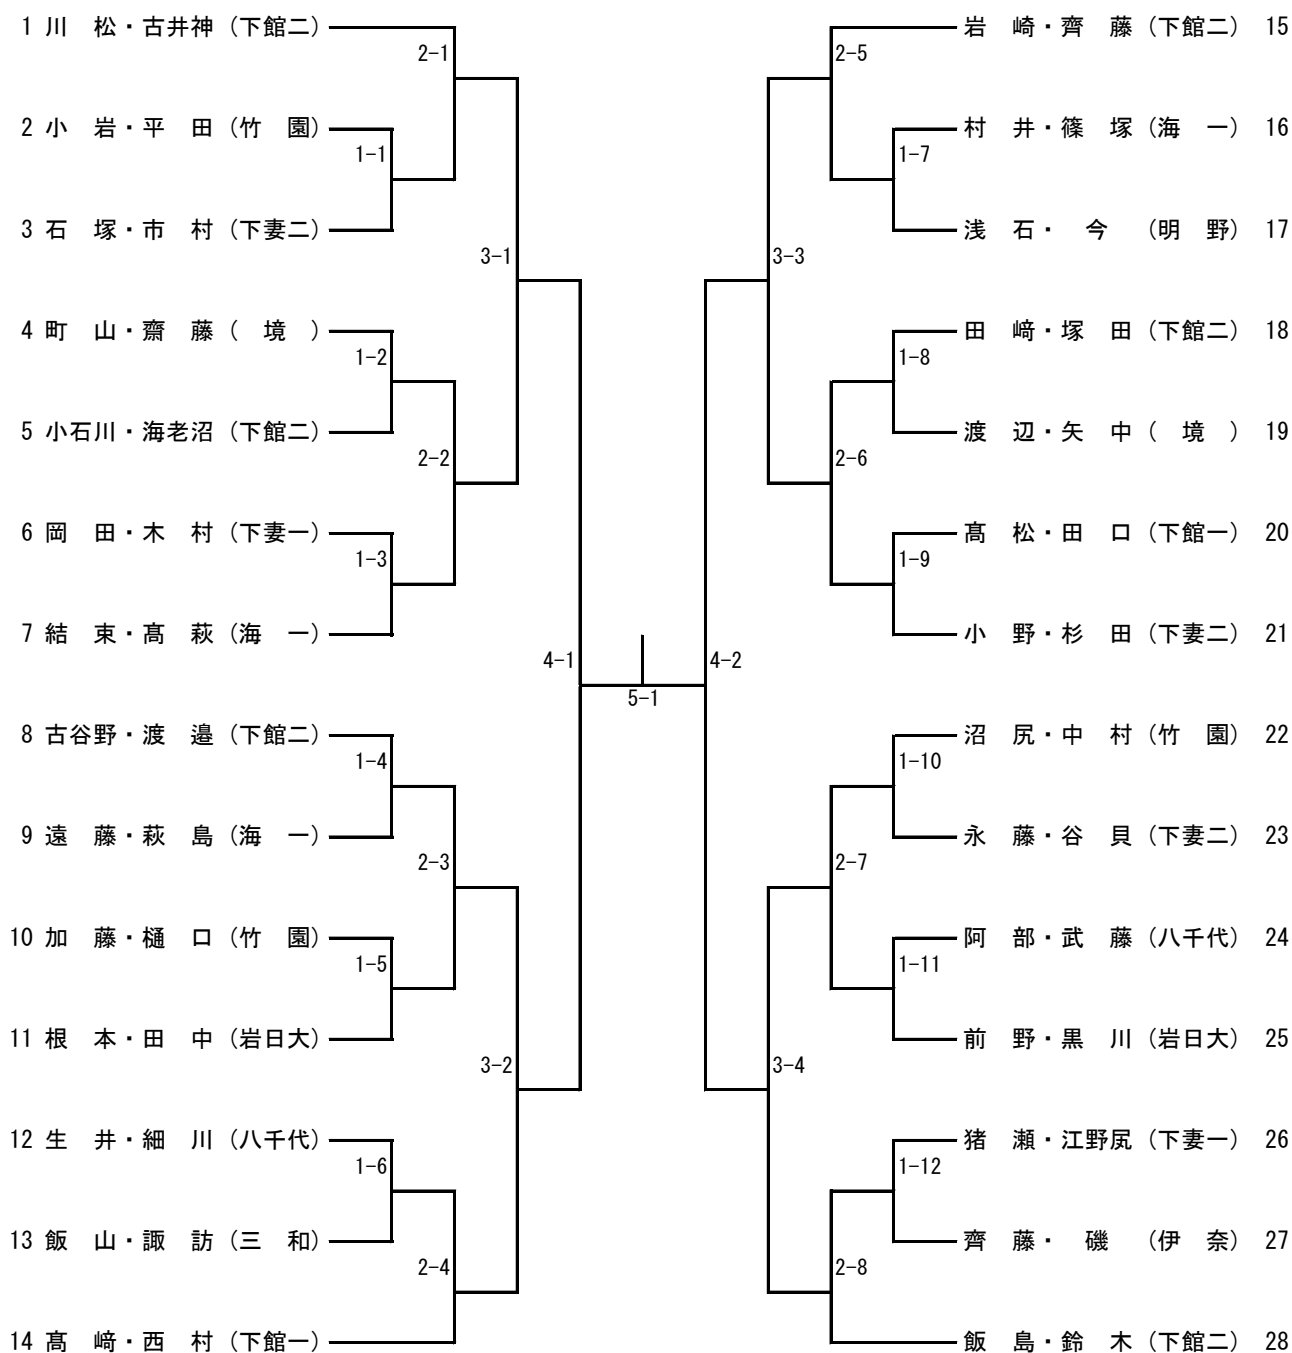 1 川　松・古井神 (下館二)
2-1
2 小　岩・平　田 (竹　園)
1-1
3 石　塚・市　村 (下妻二)
3-1
4 町　山・齋　藤 (　境　)
1-2
5 小石川・海老沼 (下館二)
2-2
6 岡　田・木　村 (下妻一)
1-3
7 結　束・髙　萩 (海　一)
4-1
8 古谷野・渡　邉 (下館二)
1-4
9 遠　藤・萩　島 (海　一)
2-3
10 加　藤・樋　口 (竹　園)
1-5
11 根　本・田　中 (岩日大)
3-2
12 生　井・細　川 (八千代)
1-6
13 飯　山・諏　訪 (三　和)
2-4
14 髙　﨑・西　村 (下館一)
5-1
岩　崎・齊　藤 (下館二) 15
2-5
村　井・篠　塚 (海　一) 16
1-7
浅　石・　今　 (明　野) 17
3-3
田　﨑・塚　田 (下館二) 18
1-8
渡　辺・矢　中 (　境　) 19
2-6
髙　松・田　口 (下館一) 20
1-9
小　野・杉　田 (下妻二) 21
4-2
沼　尻・中　村 (竹　園) 22
1-10
永　藤・谷　貝 (下妻二) 23
2-7
阿　部・武　藤 (八千代) 24
1-11
前　野・黒　川 (岩日大) 25
3-4
猪　瀬・江野尻 (下妻一) 26
1-12
齊　藤・　磯　 (伊　奈) 27
2-8
飯　島・鈴　木 (下館二) 28